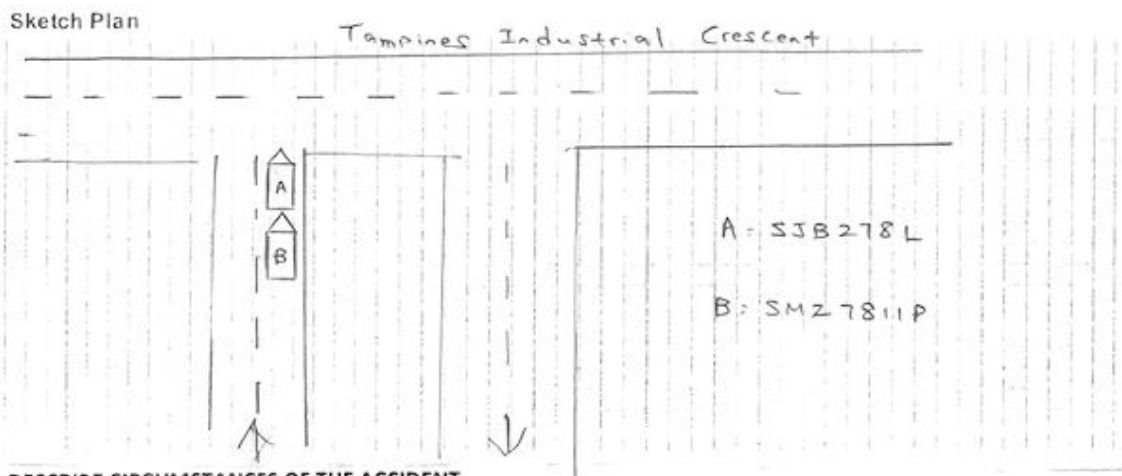 Sketch Plan
Tampines Industrial Crescent
A
B
A: SJB278L
B: SMZ7811P
DESCRIBE CIRCUMSTANCES OF THE ACCIDENT